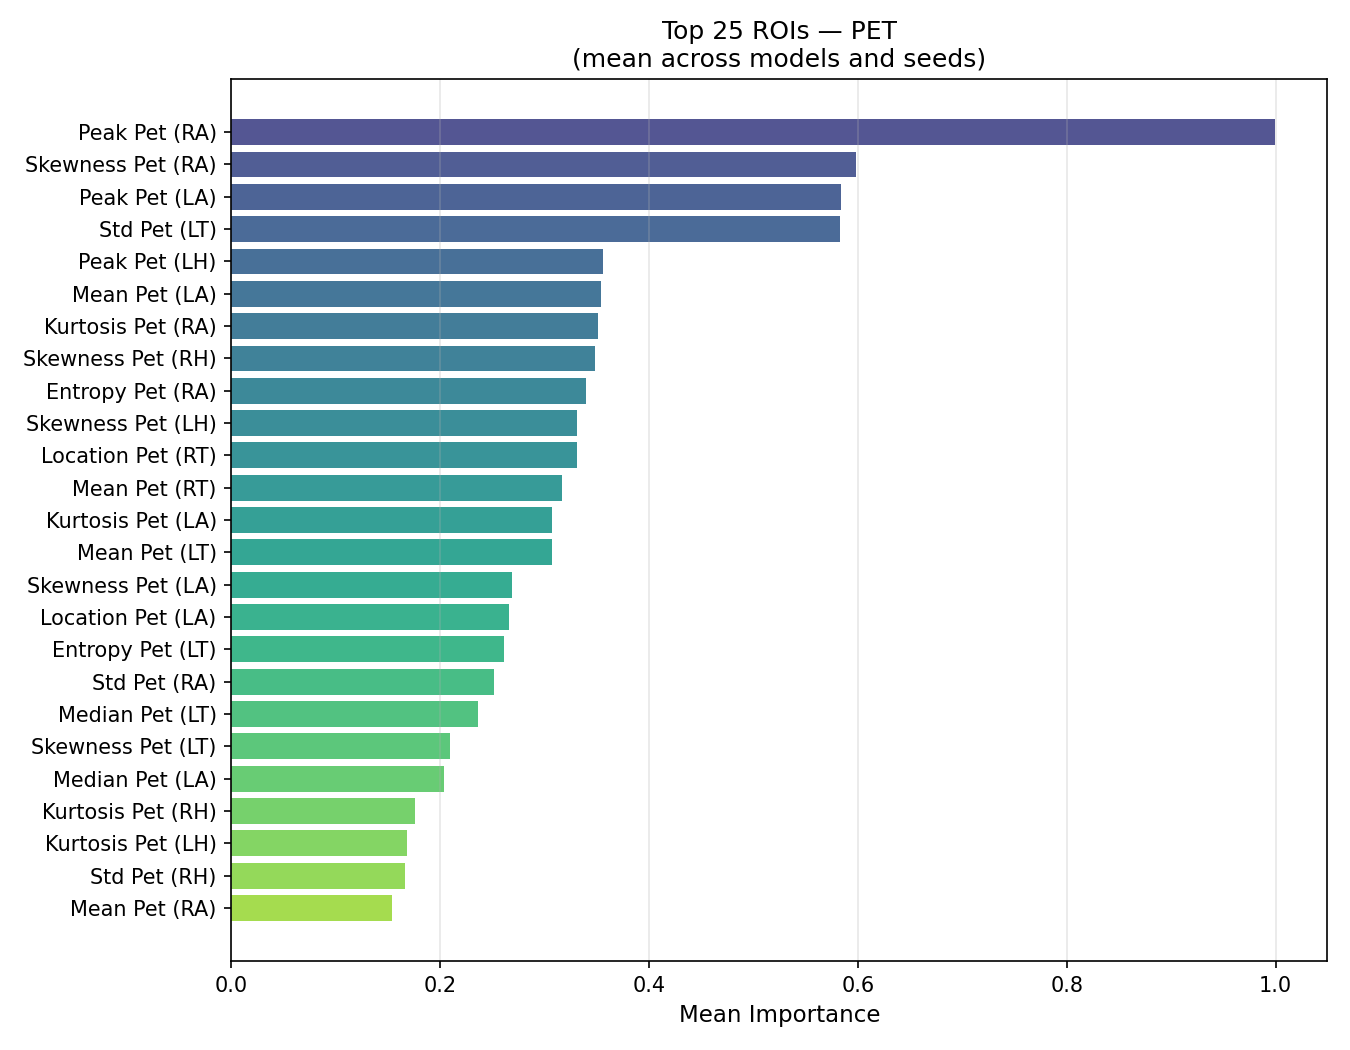 Top 25 ROIs — PET
(mean across models and seeds)
Peak Pet (RA)
Skewness Pet (RA)
Peak Pet (LA)
Std Pet (LT)
Peak Pet (LH)
Mean Pet (LA)
Kurtosis Pet (RA)
Skewness Pet (RH)
Entropy Pet (RA)
Skewness Pet (LH)
Location Pet (RT)
Mean Pet (RT)
Kurtosis Pet (LA)
Mean Pet (LT)
Skewness Pet (LA)
Location Pet (LA)
Entropy Pet (LT)
Std Pet (RA)
Median Pet (LT)
Skewness Pet (LT)
Median Pet (LA)
Kurtosis Pet (RH)
Kurtosis Pet (LH)
Std Pet (RH)
Mean Pet (RA)
0.0 0.2 0.4 0.6 0.8 1.0
Mean Importance